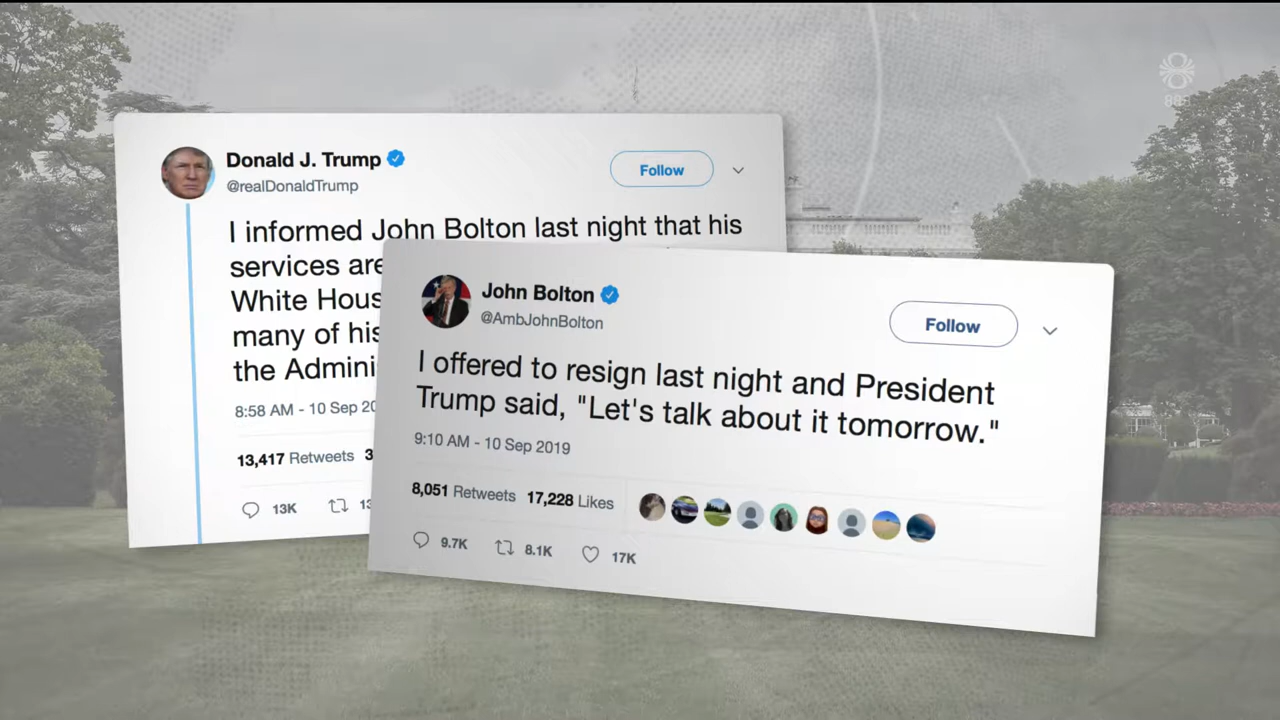 Donald J. Trump
@realDonaldTrump
Follow
I informed John Bolton last night that his
services are
White Hous
many of his
the Admini
8:58 AM - 10 Sep 20
13,417 Retweets 3
13K 13
John Bolton
@AmbJohnBolton
Follow
I offered to resign last night and President
Trump said, "Let's talk about it tomorrow."
9:10 AM - 10 Sep 2019
8,051 Retweets 17,228 Likes
9.7K 8.1K 17K